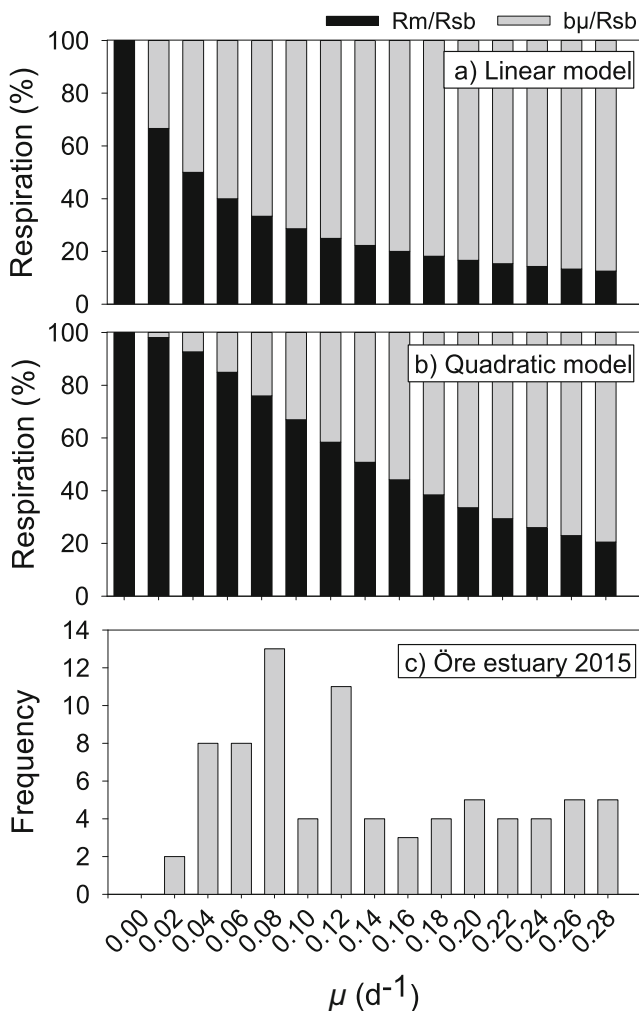 Rm/Rsb bμ/Rsb
a) Linear model
Respiration (%)
100
80
60
40
20
0
b) Quadratic model
Respiration (%)
100
80
60
40
20
0
c) Öre estuary 2015
Frequency
14
12
10
8
6
4
2
0
0.00 0.02 0.04 0.06 0.08 0.10 0.12 0.14 0.16 0.18 0.20 0.22 0.24 0.26 0.28
μ (d-1)